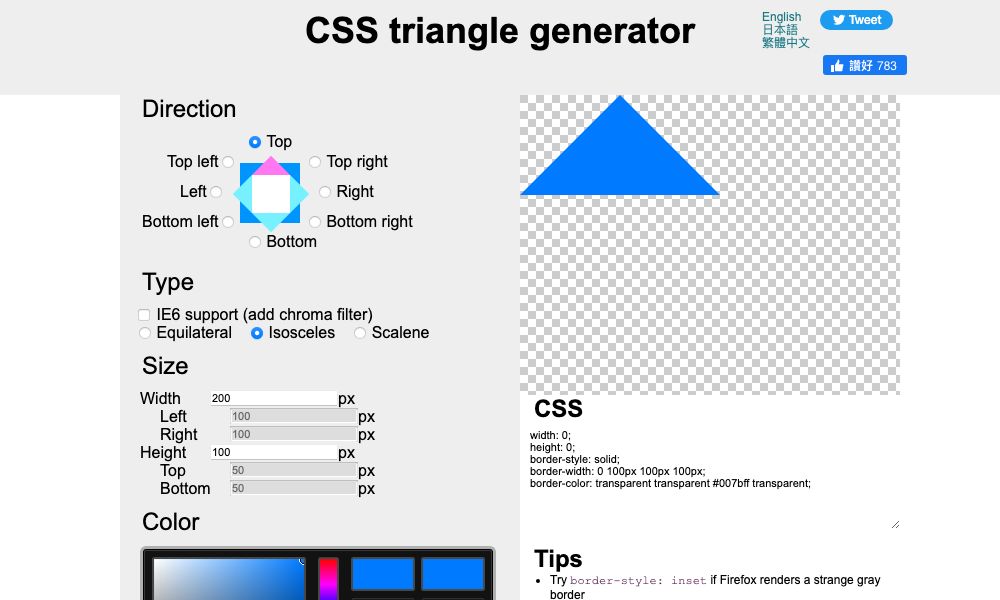 CSS triangle generator
English
日本語
繁體中文
Tweet
讚好 783
Direction
Top
Top left
Top right
Left
Right
Bottom left
Bottom right
Bottom
Type
IE6 support (add chroma filter)
Equilateral Isosceles Scalene
Size
Width 200 px
Left 100 px
Right 100 px
Height 100 px
Top 50 px
Bottom 50 px
Color
CSS
width: 0;
height: 0;
border-style: solid;
border-width: 0 100px 100px 100px;
border-color: transparent transparent #007bff transparent;
Tips
Try border-style: inset if Firefox renders a strange gray
border